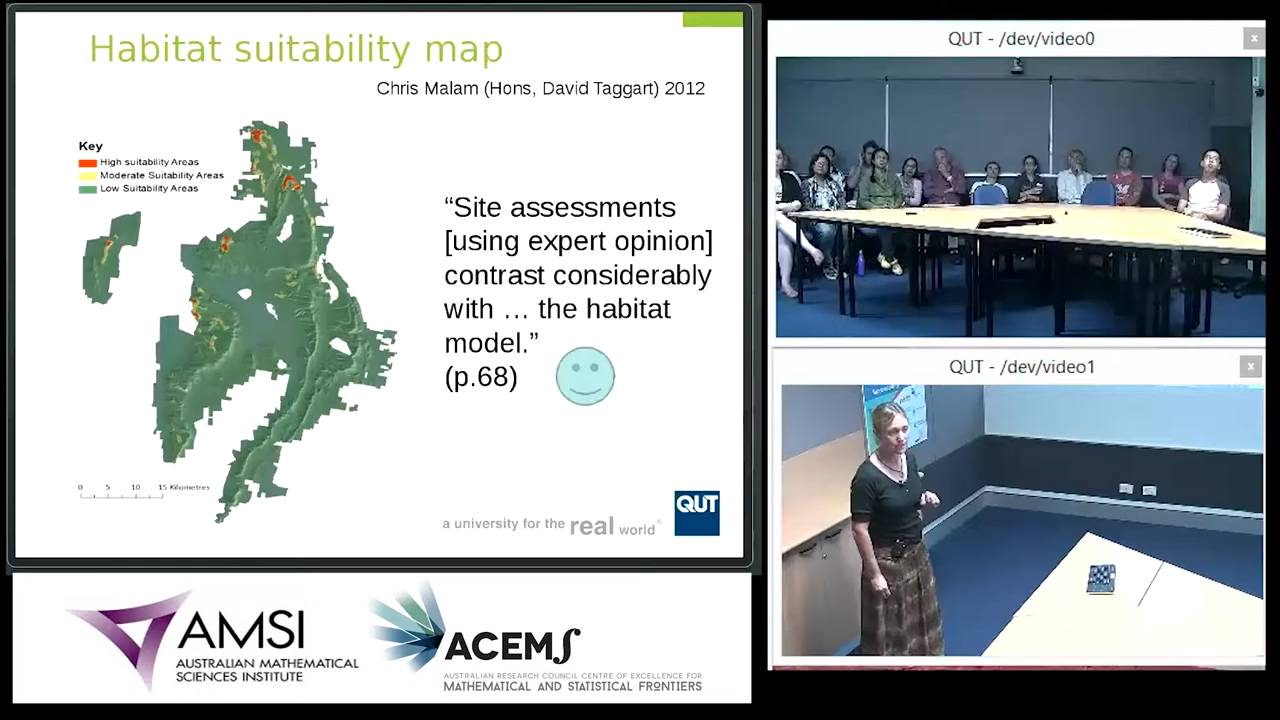 Habitat suitability map
Chris Malam (Hons, David Taggart) 2012
Key
High suitability Areas
Moderate Suitability Areas
Low Suitability Areas
“Site assessments
[using expert opinion]
contrast considerably
with … the habitat
model.”
(p.68)
0 5 10 15 Kilometres
a university for the real world®
QUT
AMSI
AUSTRALIAN MATHEMATICAL
SCIENCES INSTITUTE
ACEMS
AUSTRALIAN RESEARCH COUNCIL CENTRE OF EXCELLENCE FOR
MATHEMATICAL AND STATISTICAL FRONTIERS
QUT - /dev/video0
x
QUT - /dev/video1
x